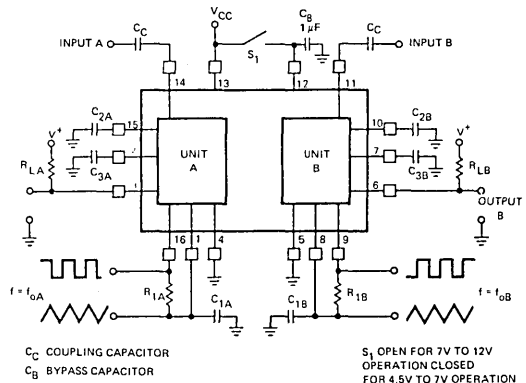 INPUT A
C_C
V_CC
S_1
C_B
1 µF
C_C
INPUT B
14
13
12
11
C_2A
15
V+
R_LA
C_3A
UNIT
A
UNIT
B
10
C_2B
7
C_3B
V+
R_LB
6
OUTPUT
B
16
1
4
5
8
9
f = f_oA
R_1A
C_1A
C_1B
R_1B
f = f_oB
C_C COUPLING CAPACITOR
C_B BYPASS CAPACITOR
S_1 OPEN FOR 7V TO 12V
OPERATION CLOSED
FOR 4.5V TO 7V OPERATION